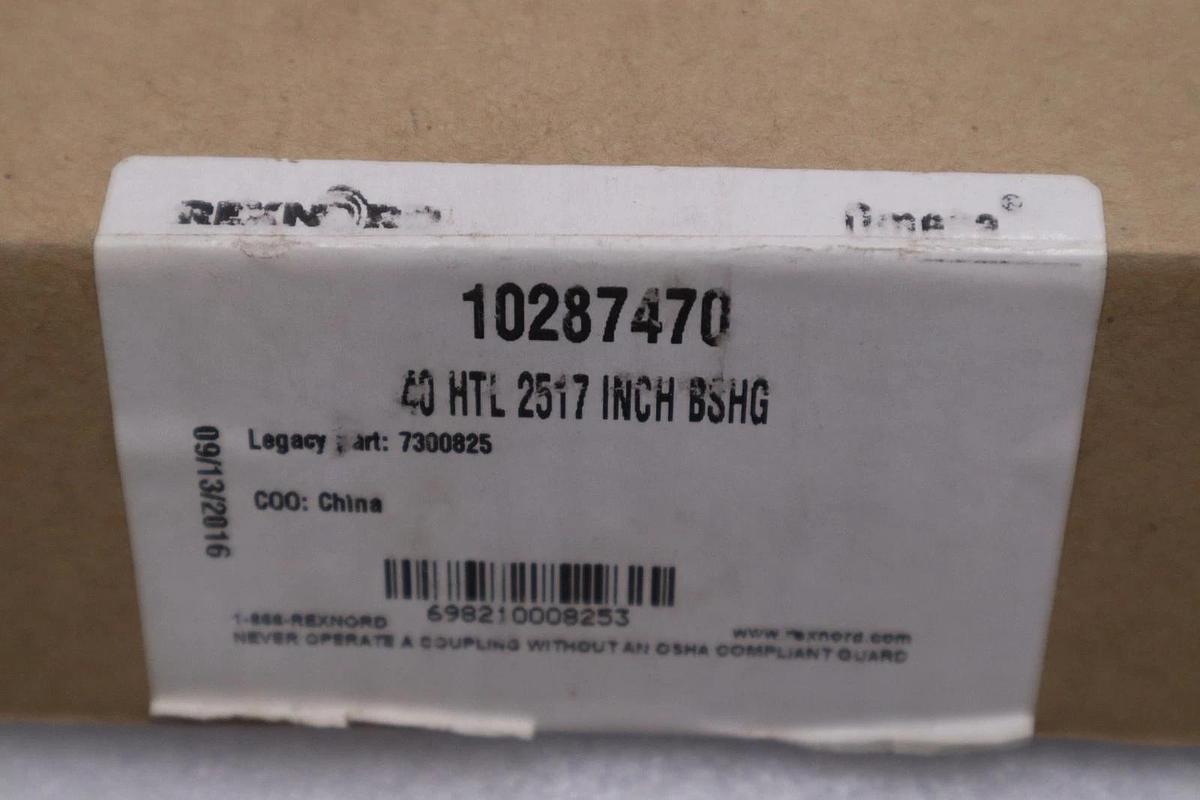 REXNORD
Omega®
10287470
40 HTL 2517 INCH BSHG
Legacy part: 7300825
09/13/2016
COO: China
698210008253
1-866-REXNORD
www.rexnord.com
NEVER OPERATE A COUPLING WITHOUT AN OSHA COMPLIANT GUARD